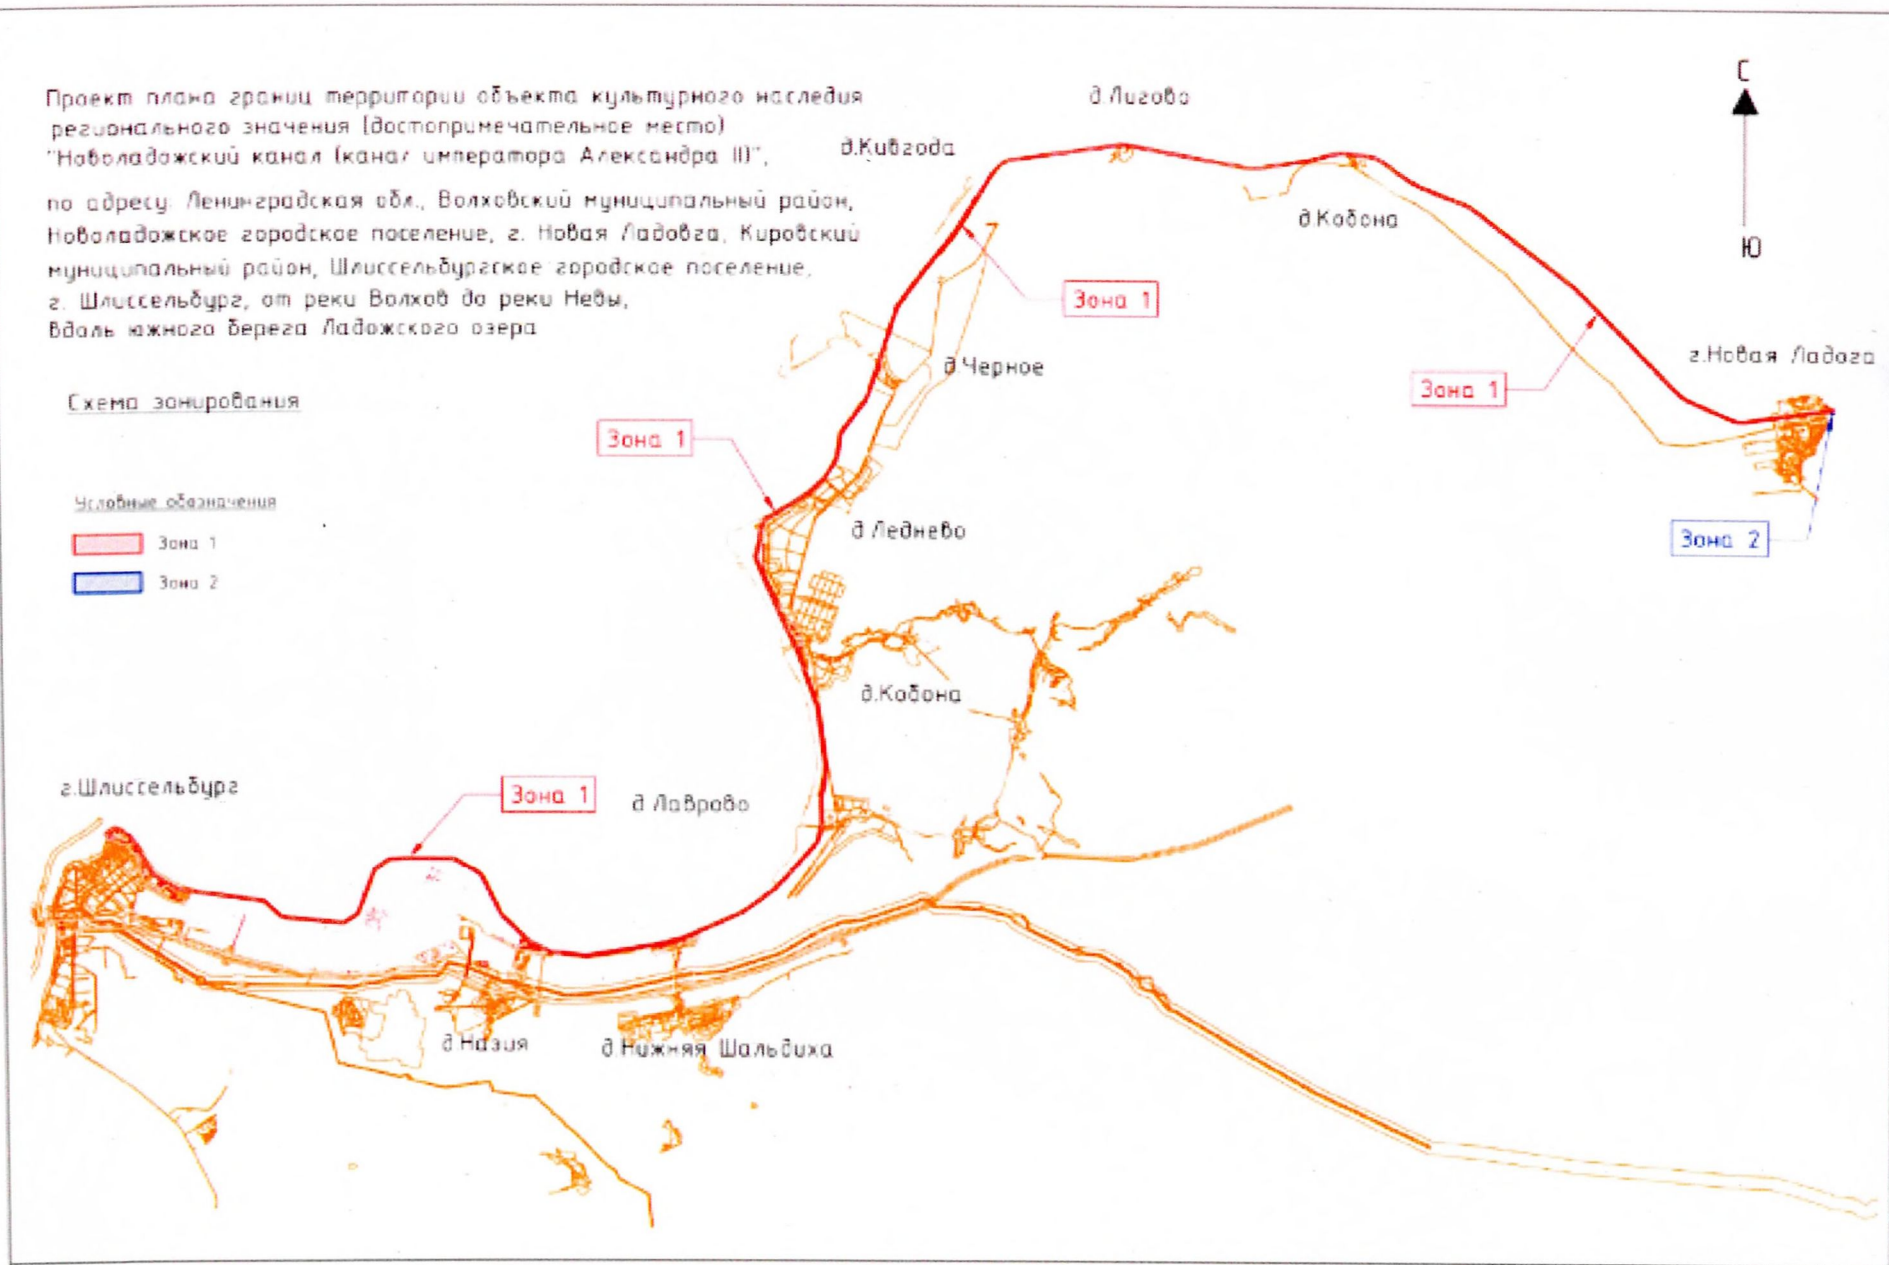 Проект плана границ территории объекта культурного наследия
регионального значения (достопримечательное место)
"Новоладожский канал (канал императора Александра II)",
по адресу: Ленинградская обл., Волховский муниципальный район,
Новоладожское городское поселение, г. Новая Ладовга, Кировский
муниципальный район, Шлиссельбургское городское поселение,
г. Шлиссельбург, от реки Волхов до реки Невы,
вдоль южного берега Ладожского озера
Схема зонирования
Условные обозначения
Зона 1
Зона 2
С
Ю
д.Лигово
д.Кивгода
д.Кобона
Зона 1
г.Новая Ладога
д.Черное
Зона 1
Зона 1
д.Леднево
Зона 2
д.Кобона
г.Шлиссельбург
Зона 1
д.Лаврово
д.Назия
д.Нижняя Шальдиха